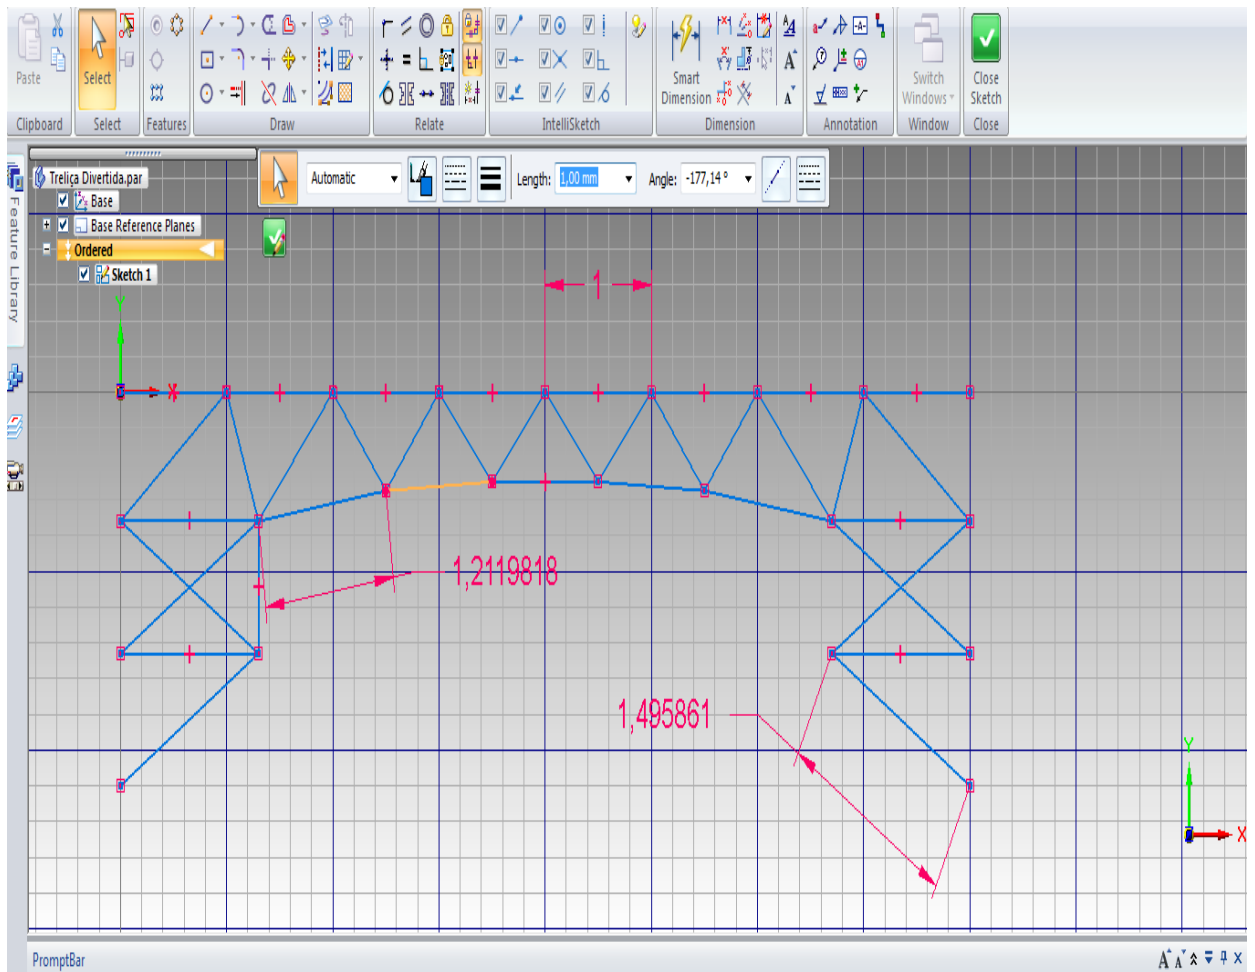 Paste
Select
Smart
Dimension
Switch
Windows
Close
Sketch
Clipboard
Select
Features
Draw
Relate
IntelliSketch
Dimension
Annotation
Window
Close
Feature Library
Treliça Divertida.par
Base
Base Reference Planes
Ordered
Sketch 1
Automatic
Length:
1,00 mm
Angle:
-177,14 °
1
Y
X
1,2119818
1,495861
Y
X
PromptBar